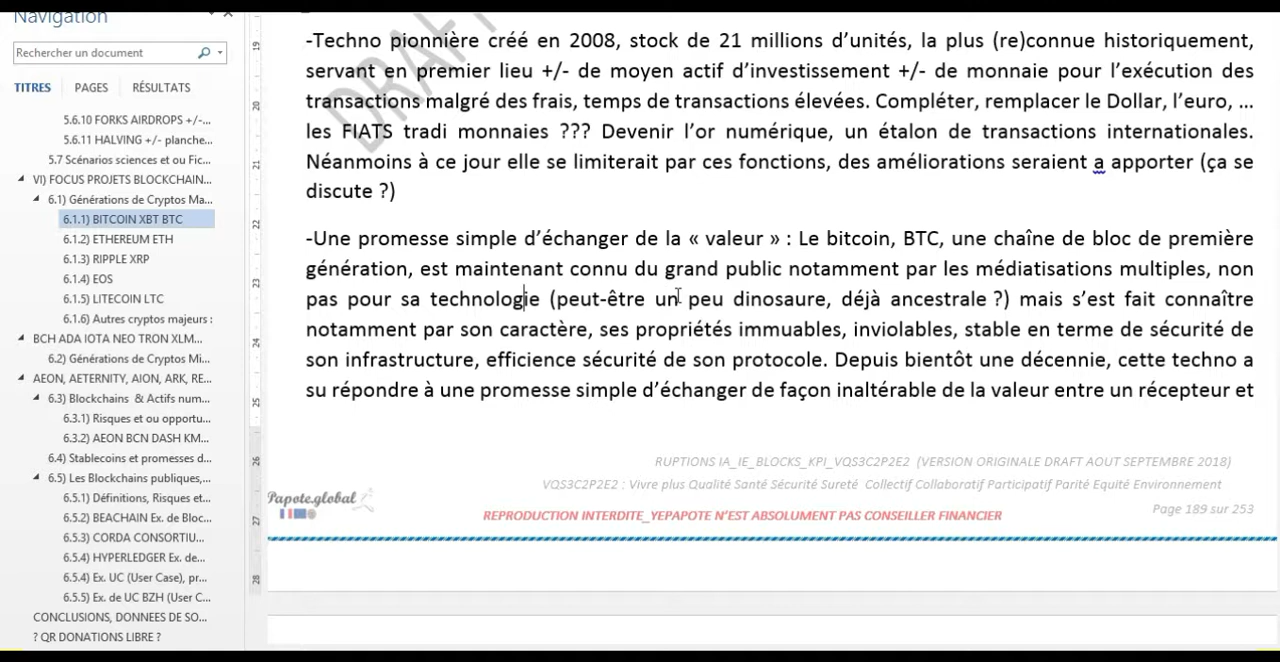 Navigation
Rechercher un document
TITRES PAGES RÉSULTATS
5.6.10 FORKS AIRDROPS +/-...
5.6.11 HALVING +/- planche...
5.7 Scénarios sciences et ou Fic...
VI) FOCUS PROJETS BLOCKCHAIN...
6.1) Générations de Cryptos Ma...
6.1.1) BITCOIN XBT BTC
6.1.2) ETHEREUM ETH
6.1.3) RIPPLE XRP
6.1.4) EOS
6.1.5) LITECOIN LTC
6.1.6) Autres cryptos majeurs :
BCH ADA IOTA NEO TRON XLM...
6.2) Générations de Cryptos Mi...
AEON, AETERNITY, AION, ARK, RE...
6.3) Blockchains & Actifs num...
6.3.1) Risques et ou opportu...
6.3.2) AEON BCN DASH KM...
6.4) Stablecoins et promesses d...
6.5) Les Blockchains publiques,...
6.5.1) Définitions, Risques et...
6.5.2) BEACHAIN Ex. de Bloc...
6.5.3) CORDA CONSORTIU...
6.5.4) HYPERLEDGER Ex. de...
6.5.4) Ex. UC (User Case), pr...
6.5.5) Ex. de UC BZH (User C...
CONCLUSIONS, DONNEES DE SO...
? QR DONATIONS LIBRE ?
19
20
21
22
23
24
25
26
27
28
DRAFT
-Techno pionnière créé en 2008, stock de 21 millions d’unités, la plus (re)connue historiquement,
servant en premier lieu +/- de moyen actif d’investissement +/- de monnaie pour l’exécution des
transactions malgré des frais, temps de transactions élevées. Compléter, remplacer le Dollar, l’euro, ...
les FIATS tradi monnaies ??? Devenir l’or numérique, un étalon de transactions internationales.
Néanmoins à ce jour elle se limiterait par ces fonctions, des améliorations seraient a apporter (ça se
discute ?)
-Une promesse simple d’échanger de la « valeur » : Le bitcoin, BTC, une chaîne de bloc de première
génération, est maintenant connu du grand public notamment par les médiatisations multiples, non
pas pour sa technologie (peut-être un peu dinosaure, déjà ancestrale ?) mais s’est fait connaître
notamment par son caractère, ses propriétés immuables, inviolables, stable en terme de sécurité de
son infrastructure, efficience sécurité de son protocole. Depuis bientôt une décennie, cette techno a
su répondre à une promesse simple d’échanger de façon inaltérable de la valeur entre un récepteur et
RUPTIONS IA_IE_BLOCKS_KPI_VQS3C2P2E2 (VERSION ORIGINALE DRAFT AOUT SEPTEMBRE 2018)
VQS3C2P2E2 : Vivre plus Qualité Santé Sécurité Sureté Collectif Collaboratif Participatif Parité Equité Environnement
Papote.global
REPRODUCTION INTERDITE_YEPAPOTE N’EST ABSOLUMENT PAS CONSEILLER FINANCIER
Page 189 sur 253